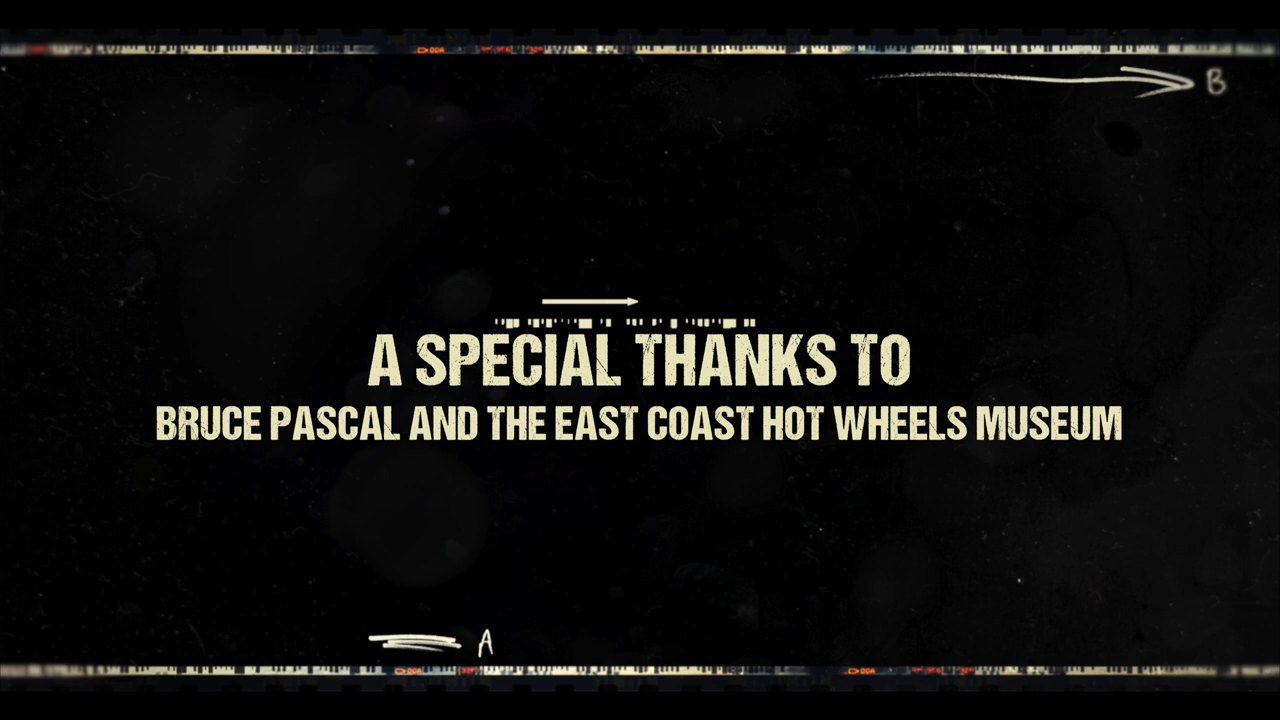 B
A SPECIAL THANKS TO
BRUCE PASCAL AND THE EAST COAST HOT WHEELS MUSEUM
A